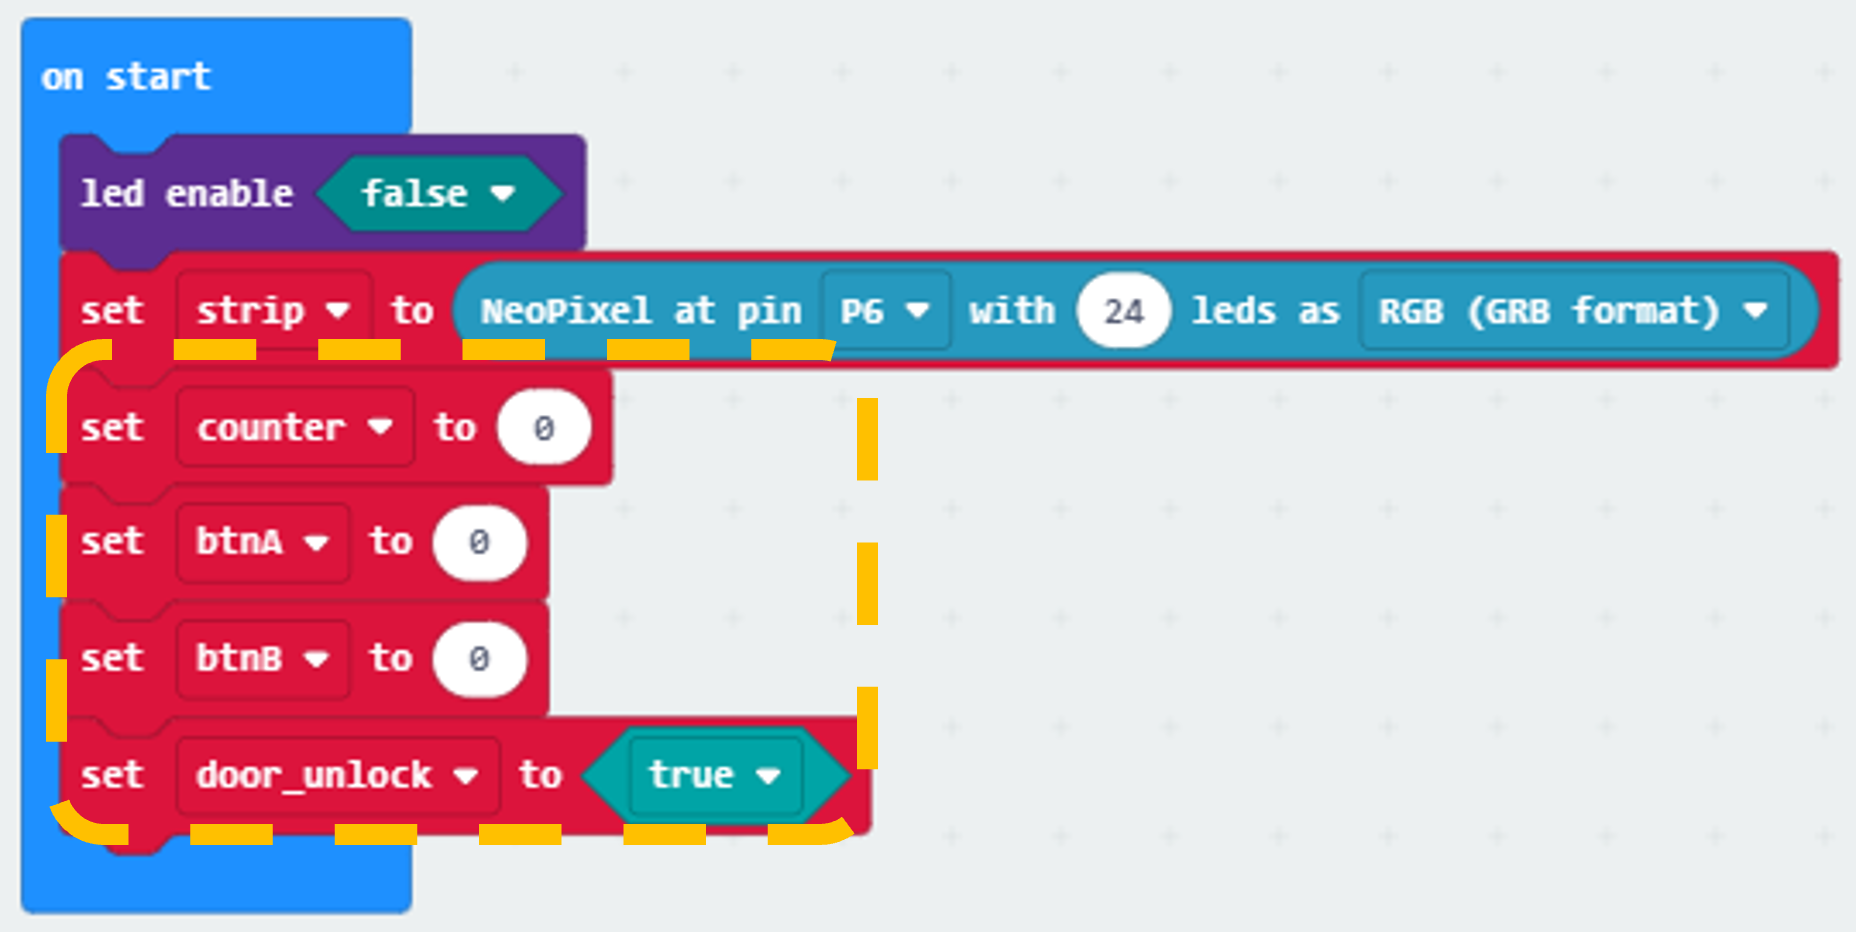 on start
led enable false
set strip to NeoPixel at pin P6 with 24 leds as RGB (GRB format)
set counter to 0
set btnA to 0
set btnB to 0
set door_unlock to true